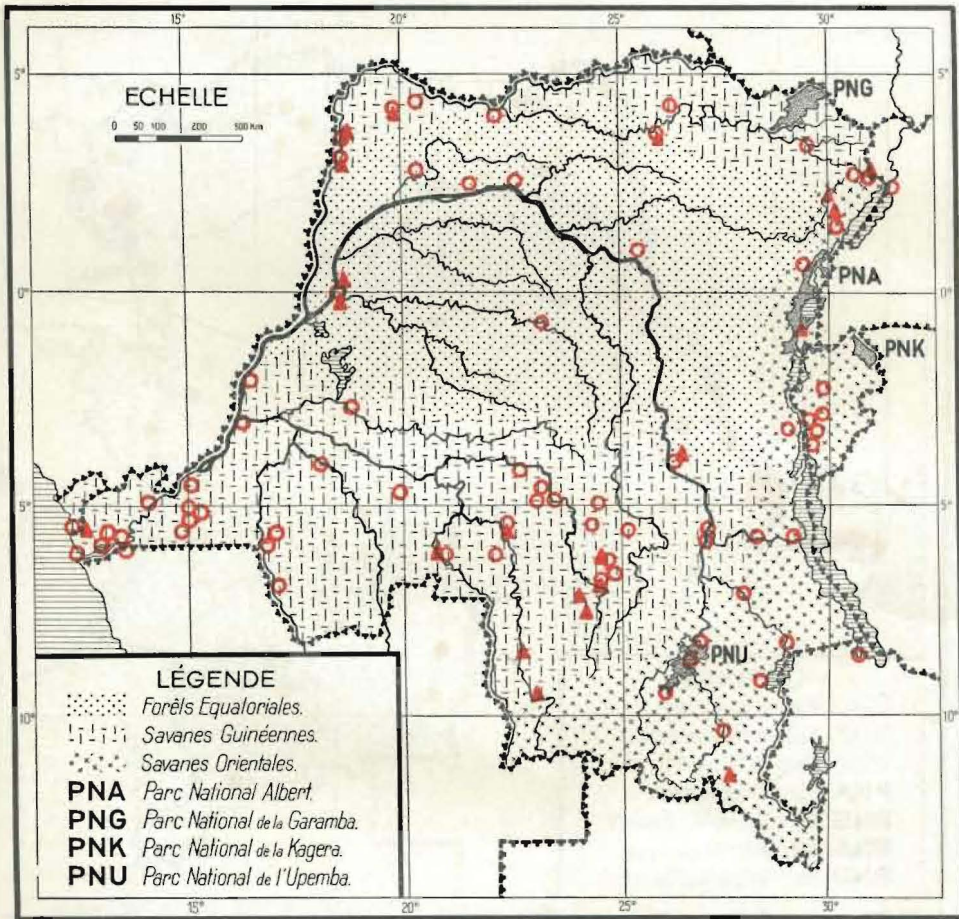 15° 20° 25° 30°
5° 5°
ECHELLE
0 50 100 200 300 Km
PNG
PNA
0° 0°
PNK
5° 5°
PNU
10° 10°
LÉGENDE
Forêts Equatoriales.
Savanes Guinéennes.
Savanes Orientales.
PNA Parc National Albert.
PNG Parc National de la Garamba.
PNK Parc National de la Kagera.
PNU Parc National de l'Upemba.
15° 20° 25° 30°